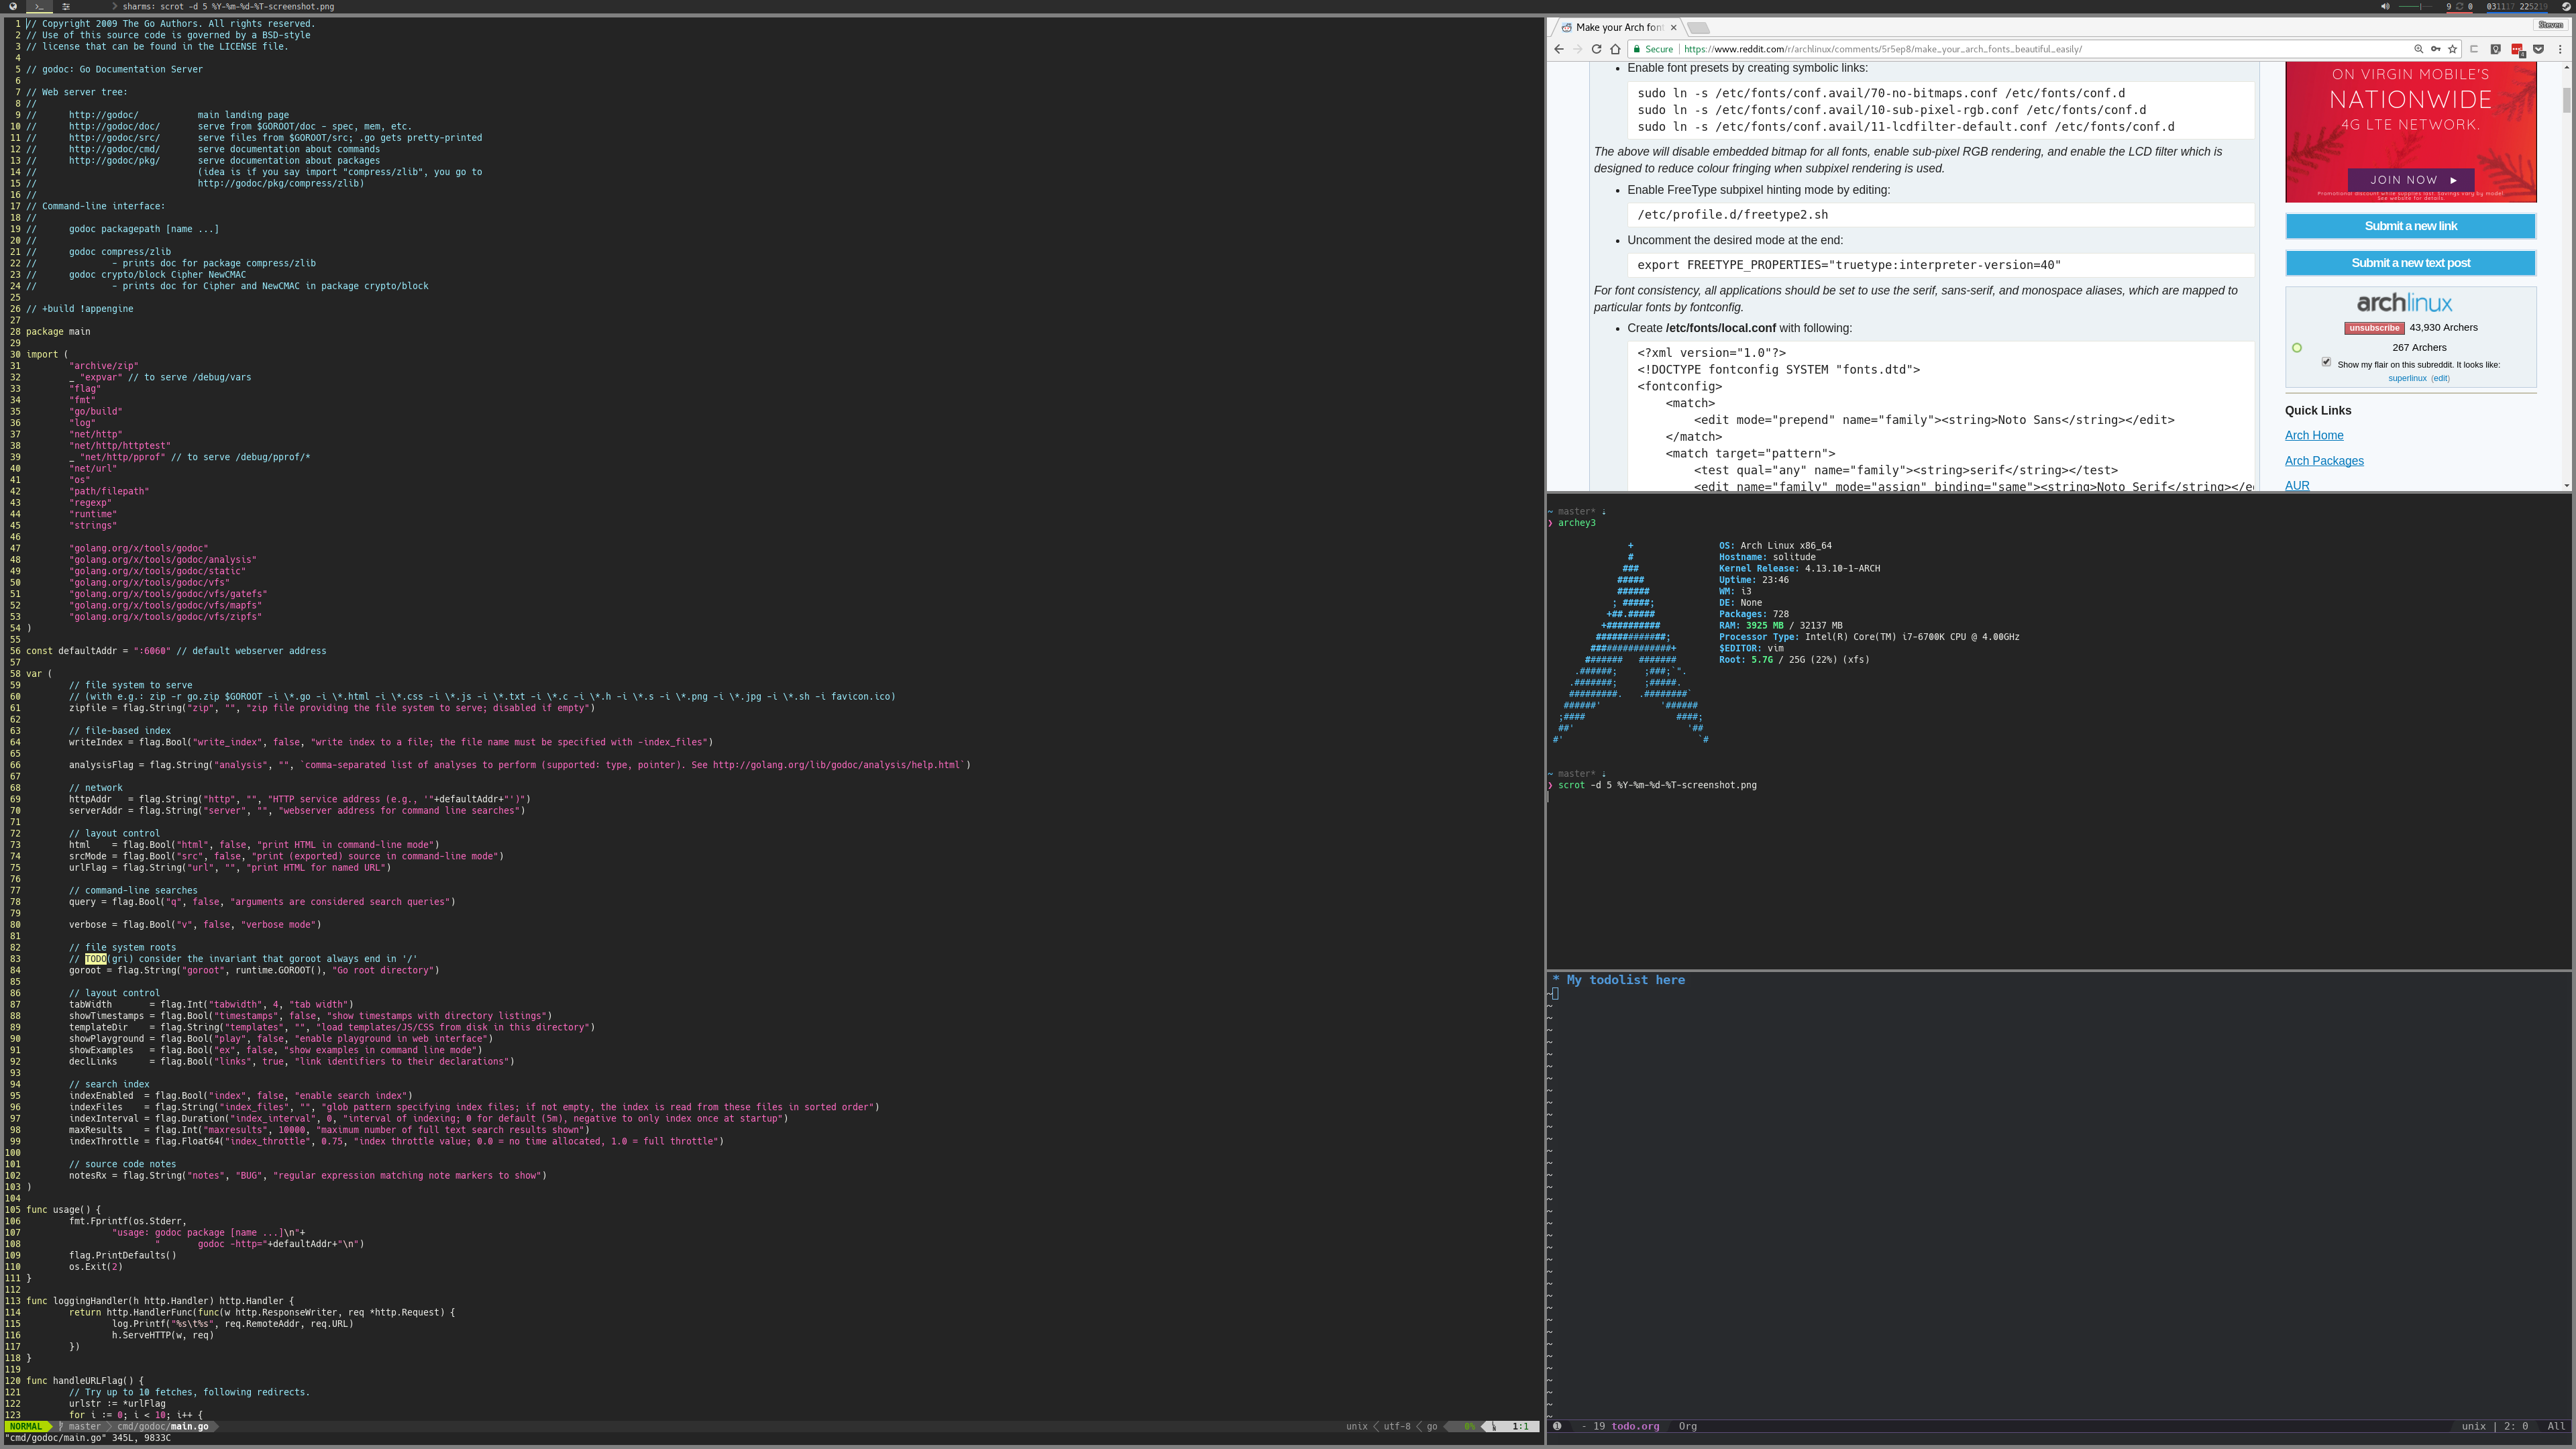 sharms: scrot -d 5 %Y-%m-%d-%T-screenshot.png
9 0 031117 225219
1 // Copyright 2009 The Go Authors. All rights reserved.
2 // Use of this source code is governed by a BSD-style
3 // license that can be found in the LICENSE file.
4
5 // godoc: Go Documentation Server
6
7 // Web server tree:
8 //
9 //      http://godoc/           main landing page
10 //      http://godoc/doc/       serve from $GOROOT/doc - spec, mem, etc.
11 //      http://godoc/src/       serve files from $GOROOT/src; .go gets pretty-printed
12 //      http://godoc/cmd/       serve documentation about commands
13 //      http://godoc/pkg/       serve documentation about packages
14 //                              (idea is if you say import "compress/zlib", you go to
15 //                              http://godoc/pkg/compress/zlib)
16 //
17 // Command-line interface:
18 //
19 //      godoc packagepath [name ...]
20 //
21 //      godoc compress/zlib
22 //              - prints doc for package compress/zlib
23 //      godoc crypto/block Cipher NewCMAC
24 //              - prints doc for Cipher and NewCMAC in package crypto/block
25
26 // +build !appengine
27
28 package main
29
30 import (
31         "archive/zip"
32         _ "expvar" // to serve /debug/vars
33         "flag"
34         "fmt"
35         "go/build"
36         "log"
37         "net/http"
38         "net/http/httptest"
39         _ "net/http/pprof" // to serve /debug/pprof/*
40         "net/url"
41         "os"
42         "path/filepath"
43         "regexp"
44         "runtime"
45         "strings"
46
47         "golang.org/x/tools/godoc"
48         "golang.org/x/tools/godoc/analysis"
49         "golang.org/x/tools/godoc/static"
50         "golang.org/x/tools/godoc/vfs"
51         "golang.org/x/tools/godoc/vfs/gatefs"
52         "golang.org/x/tools/godoc/vfs/mapfs"
53         "golang.org/x/tools/godoc/vfs/zipfs"
54 )
55
56 const defaultAddr = ":6060" // default webserver address
57
58 var (
59         // file system to serve
60         // (with e.g.: zip -r go.zip $GOROOT -i \*.go -i \*.html -i \*.css -i \*.js -i \*.txt -i \*.c -i \*.h -i \*.s -i \*.png -i \*.jpg -i \*.sh -i favicon.ico)
61         zipfile = flag.String("zip", "", "zip file providing the file system to serve; disabled if empty")
62
63         // file-based index
64         writeIndex = flag.Bool("write_index", false, "write index to a file; the file name must be specified with -index_files")
65
66         analysisFlag = flag.String("analysis", "", `comma-separated list of analyses to perform (supported: type, pointer). See http://golang.org/lib/godoc/analysis/help.html`)
67
68         // network
69         httpAddr   = flag.String("http", "", "HTTP service address (e.g., '"+defaultAddr+"')")
70         serverAddr = flag.String("server", "", "webserver address for command line searches")
71
72         // layout control
73         html    = flag.Bool("html", false, "print HTML in command-line mode")
74         srcMode = flag.Bool("src", false, "print (exported) source in command-line mode")
75         urlFlag = flag.String("url", "", "print HTML for named URL")
76
77         // command-line searches
78         query = flag.Bool("q", false, "arguments are considered search queries")
79
80         verbose = flag.Bool("v", false, "verbose mode")
81
82         // file system roots
83         // TODO(gri) consider the invariant that goroot always end in '/'
84         goroot = flag.String("goroot", runtime.GOROOT(), "Go root directory")
85
86         // layout control
87         tabWidth       = flag.Int("tabwidth", 4, "tab width")
88         showTimestamps = flag.Bool("timestamps", false, "show timestamps with directory listings")
89         templateDir    = flag.String("templates", "", "load templates/JS/CSS from disk in this directory")
90         showPlayground = flag.Bool("play", false, "enable playground in web interface")
91         showExamples   = flag.Bool("ex", false, "show examples in command line mode")
92         declLinks      = flag.Bool("links", true, "link identifiers to their declarations")
93
94         // search index
95         indexEnabled  = flag.Bool("index", false, "enable search index")
96         indexFiles    = flag.String("index_files", "", "glob pattern specifying index files; if not empty, the index is read from these files in sorted order")
97         indexInterval = flag.Duration("index_interval", 0, "interval of indexing; 0 for default (5m), negative to only index once at startup")
98         maxResults    = flag.Int("maxresults", 10000, "maximum number of full text search results shown")
99         indexThrottle = flag.Float64("index_throttle", 0.75, "index throttle value; 0.0 = no time allocated, 1.0 = full throttle")
100
101         // source code notes
102         notesRx = flag.String("notes", "BUG", "regular expression matching note markers to show")
103 )
104
105 func usage() {
106         fmt.Fprintf(os.Stderr,
107                 "usage: godoc package [name ...]\n"+
108                         "       godoc -http="+defaultAddr+"\n")
109         flag.PrintDefaults()
110         os.Exit(2)
111 }
112
113 func loggingHandler(h http.Handler) http.Handler {
114         return http.HandlerFunc(func(w http.ResponseWriter, req *http.Request) {
115                 log.Printf("%s\t%s", req.RemoteAddr, req.URL)
116                 h.ServeHTTP(w, req)
117         })
118 }
119
120 func handleURLFlag() {
121         // Try up to 10 fetches, following redirects.
122         urlstr := *urlFlag
123         for i := 0; i < 10; i++ {
NORMAL master cmd/godoc/main.go unix utf-8 go 0% 1:1
"cmd/godoc/main.go" 345L, 9833C
Make your Arch font
Steven
Secure https://www.reddit.com/r/archlinux/comments/5r5ep8/make_your_arch_fonts_beautiful_easily/
• Enable font presets by creating symbolic links:
sudo ln -s /etc/fonts/conf.avail/70-no-bitmaps.conf /etc/fonts/conf.d
sudo ln -s /etc/fonts/conf.avail/10-sub-pixel-rgb.conf /etc/fonts/conf.d
sudo ln -s /etc/fonts/conf.avail/11-lcdfilter-default.conf /etc/fonts/conf.d
The above will disable embedded bitmap for all fonts, enable sub-pixel RGB rendering, and enable the LCD filter which is
designed to reduce colour fringing when subpixel rendering is used.
• Enable FreeType subpixel hinting mode by editing:
/etc/profile.d/freetype2.sh
• Uncomment the desired mode at the end:
export FREETYPE_PROPERTIES="truetype:interpreter-version=40"
For font consistency, all applications should be set to use the serif, sans-serif, and monospace aliases, which are mapped to
particular fonts by fontconfig.
• Create /etc/fonts/local.conf with following:
<?xml version="1.0"?>
<!DOCTYPE fontconfig SYSTEM "fonts.dtd">
<fontconfig>
    <match>
        <edit mode="prepend" name="family"><string>Noto Sans</string></edit>
    </match>
    <match target="pattern">
        <test qual="any" name="family"><string>serif</string></test>
        <edit name="family" mode="assign" binding="same"><string>Noto Serif</string></e
ON VIRGIN MOBILE'S
NATIONWIDE
4G LTE NETWORK.
JOIN NOW ▶
Promotional discount while supplies last. Savings vary by model.
See website for details.
Submit a new link
Submit a new text post
archlinux
unsubscribe 43,930 Archers
267 Archers
Show my flair on this subreddit. It looks like:
superlinux (edit)
Quick Links
Arch Home
Arch Packages
AUR
~ master* ⇣
❯ archey3
               +                OS: Arch Linux x86_64
               #                Hostname: solitude
              ###               Kernel Release: 4.13.10-1-ARCH
             #####              Uptime: 23:46
             ######             WM: i3
            ; #####;            DE: None
           +##.#####            Packages: 728
          +##########           RAM: 3925 MB / 32137 MB
         #############;         Processor Type: Intel(R) Core(TM) i7-6700K CPU @ 4.00GHz
        ###############+        $EDITOR: vim
       #######   #######        Root: 5.7G / 25G (22%) (xfs)
     .######;     ;###;`".
    .#######;     ;#####.
    #########.   .########`
   ######'           '######
  ;####                 ####;
  ##'                     '##
 #'                         `#
~ master* ⇣
❯ scrot -d 5 %Y-%m-%d-%T-screenshot.png
* My todolist here
- 19 todo.org Org unix | 2: 0 All